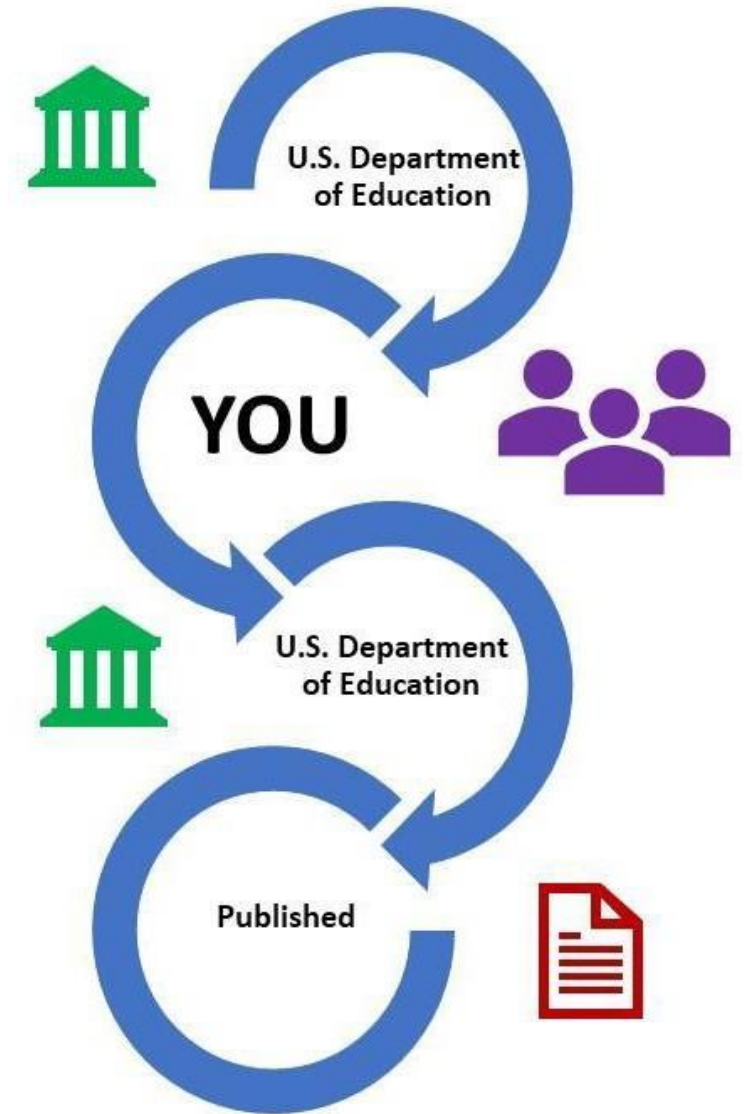 U.S. Department
of Education
YOU
U.S. Department
of Education
Published